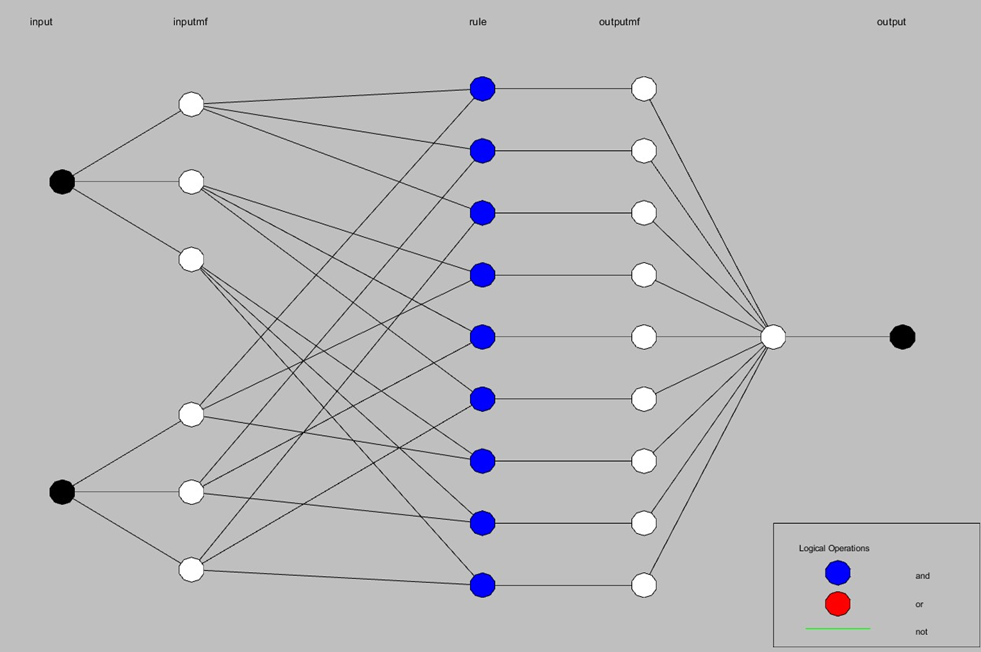 input inputmf rule outputmf output
Logical Operations
and
or
not